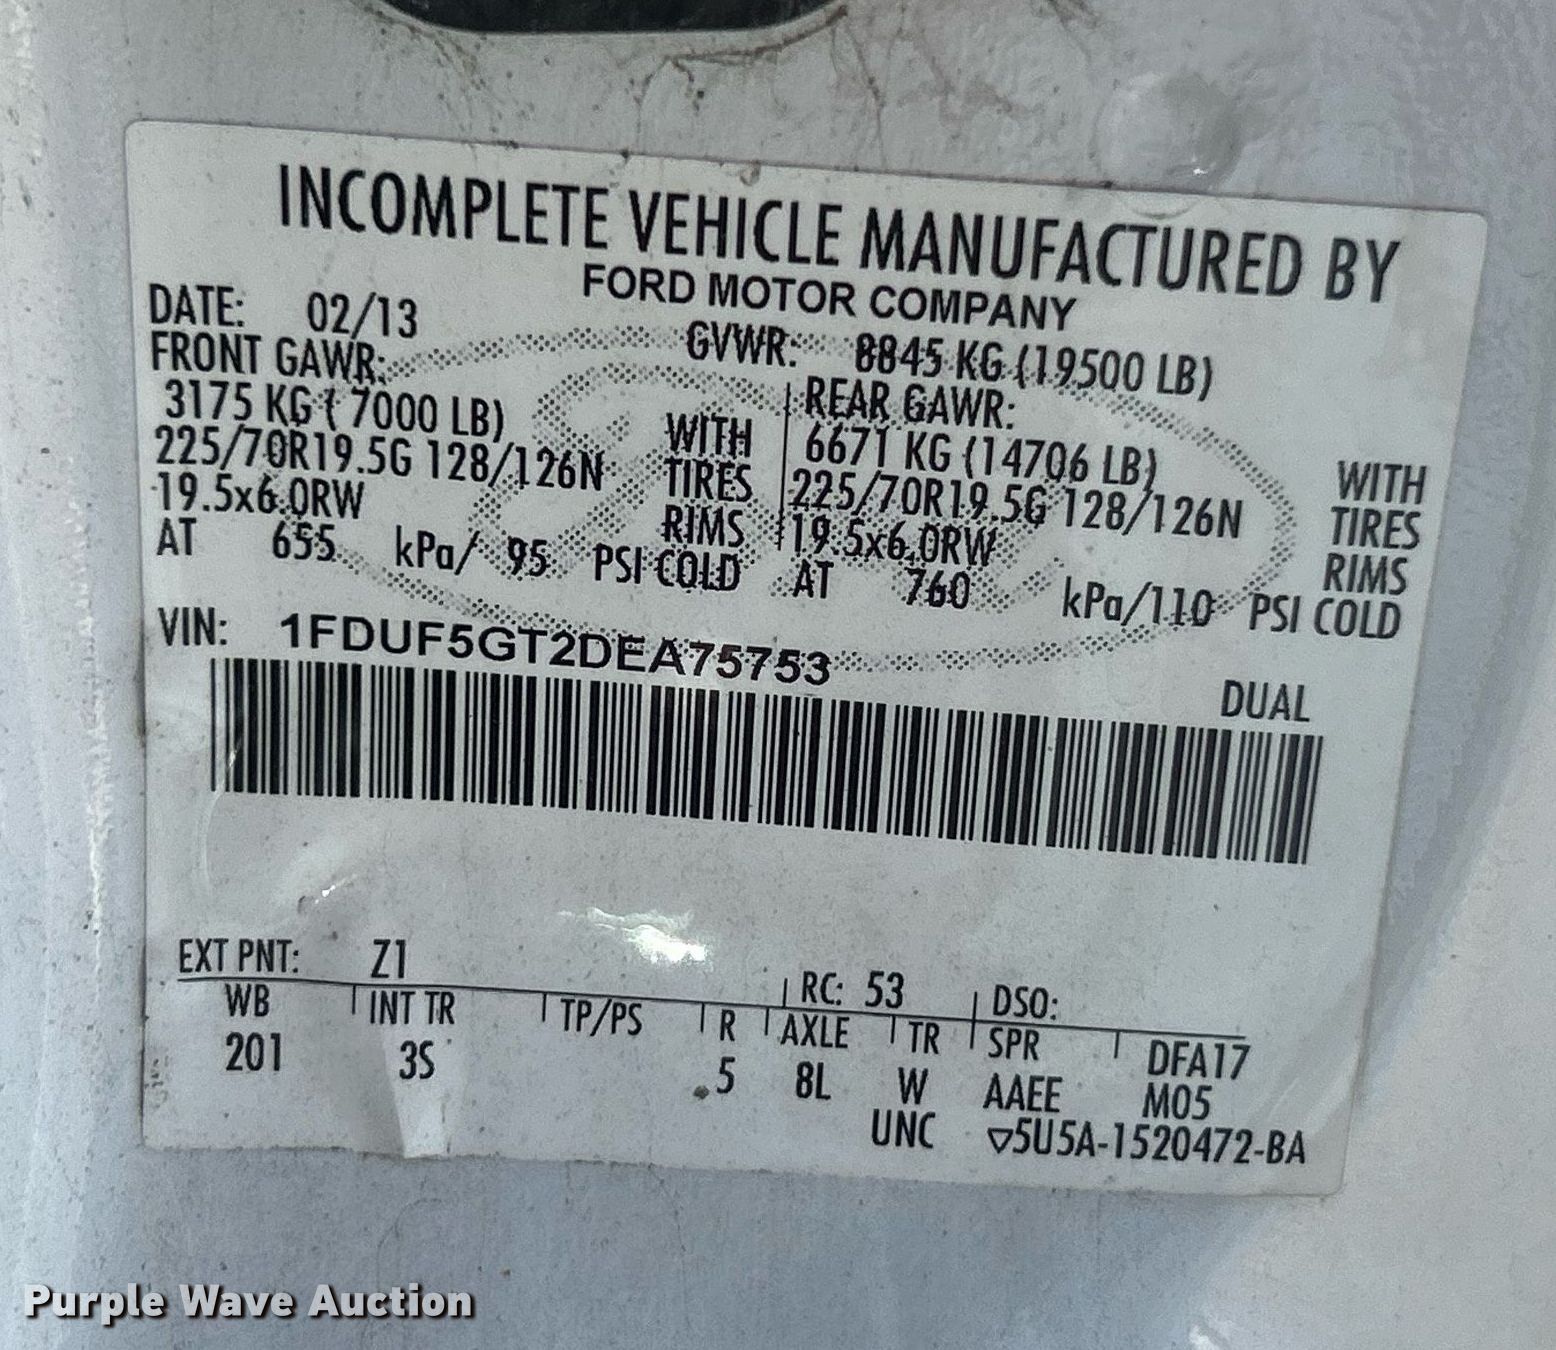 INCOMPLETE VEHICLE MANUFACTURED BY
FORD MOTOR COMPANY
DATE: 02/13 GVWR: 8845 KG (19500 LB)
FRONT GAWR: REAR GAWR:
3175 KG ( 7000 LB) WITH 6671 KG (14706 LB) WITH
225/70R19.5G 128/126N TIRES 225/70R19.5G 128/126N TIRES
19.5x6.0RW RIMS 19.5x6.0RW RIMS
AT 655 kPa/ 95 PSI COLD AT 760 kPa/110 PSI COLD
VIN: 1FDUF5GT2DEA75753
DUAL
EXT PNT: Z1 RC: 53 DSO:
WB INT TR TP/PS R AXLE TR SPR DFA17
201 3S 5 8L W AAEE M05
UNC ▽5U5A-1520472-BA
Purple Wave Auction